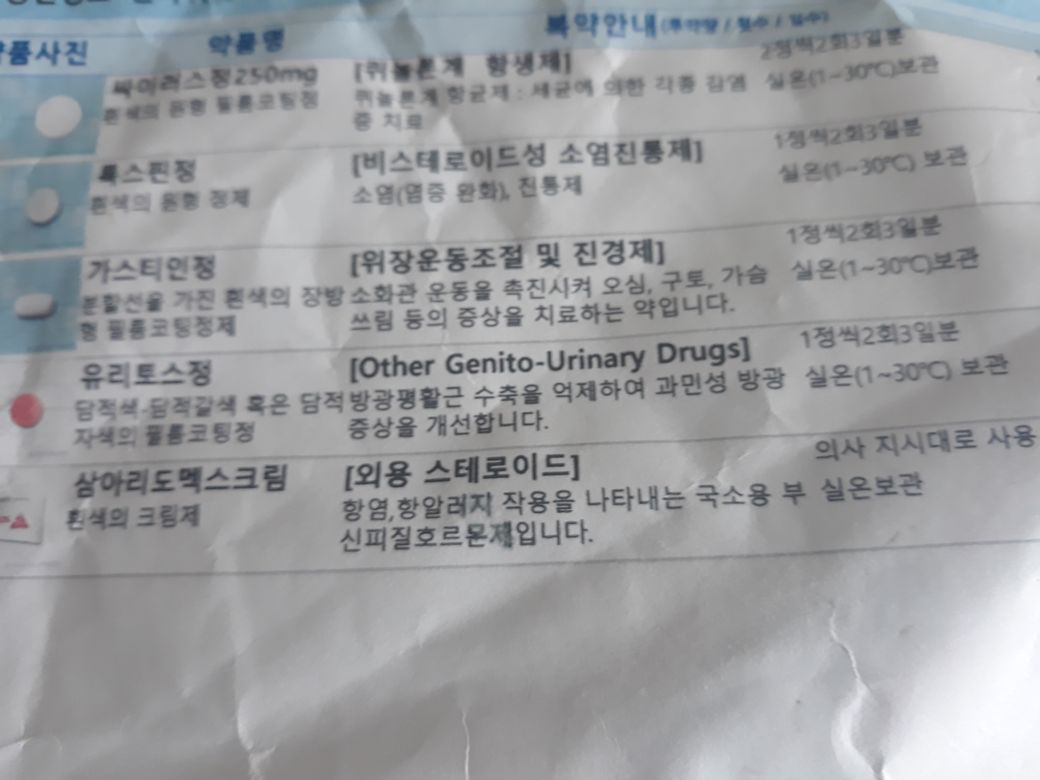 약품사진 약품명 복약안내(투약량 / 횟수 / 일수)
싸이러스정250mg [퀴놀론계 항생제] 2정씩2회3일분
흰색의 원형 필름코팅정 퀴놀론계 항균제 : 세균에 의한 각종 감염 실온(1~30℃)보관
증 치료
록스핀정 [비스테로이드성 소염진통제] 1정씩2회3일분
흰색의 원형 정제 소염(염증 완화), 진통제 실온(1~30℃) 보관
가스티인정 [위장운동조절 및 진경제] 1정씩2회3일분
분할선을 가진 흰색의 장방 소화관 운동을 촉진시켜 오심, 구토, 가슴 실온(1~30℃)보관
형 필름코팅정제 쓰림 등의 증상을 치료하는 약입니다.
유리토스정 [Other Genito-Urinary Drugs] 1정씩2회3일분
담적색-담적갈색 혹은 담적 방광평활근 수축을 억제하여 과민성 방광 실온(1~30℃) 보관
자색의 필름코팅정 증상을 개선합니다.
삼아리도멕스크림 [외용 스테로이드] 의사 지시대로 사용
흰색의 크림제 항염,항알러지 작용을 나타내는 국소용 부 실온보관
신피질호르몬제입니다.